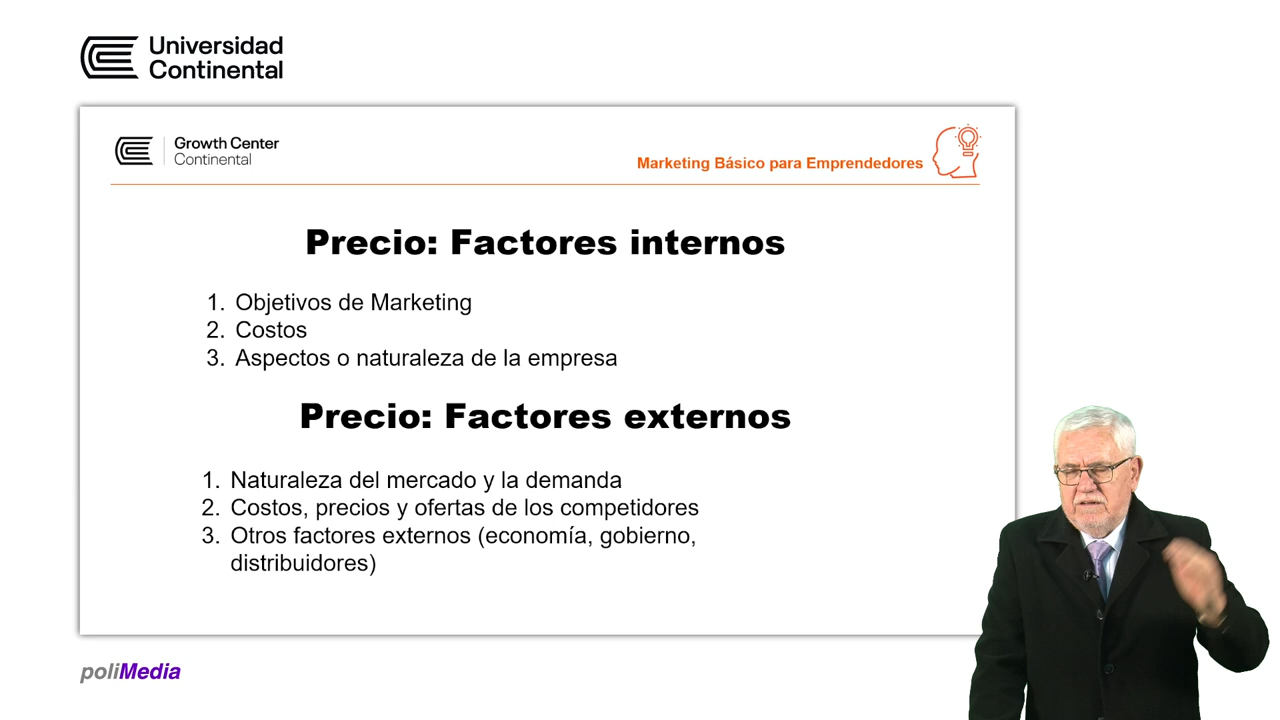 Universidad
Continental
Growth Center
Continental
Marketing Básico para Emprendedores
Precio: Factores internos
1. Objetivos de Marketing
2. Costos
3. Aspectos o naturaleza de la empresa
Precio: Factores externos
1. Naturaleza del mercado y la demanda
2. Costos, precios y ofertas de los competidores
3. Otros factores externos (economía, gobierno,
distribuidores)
poliMedia